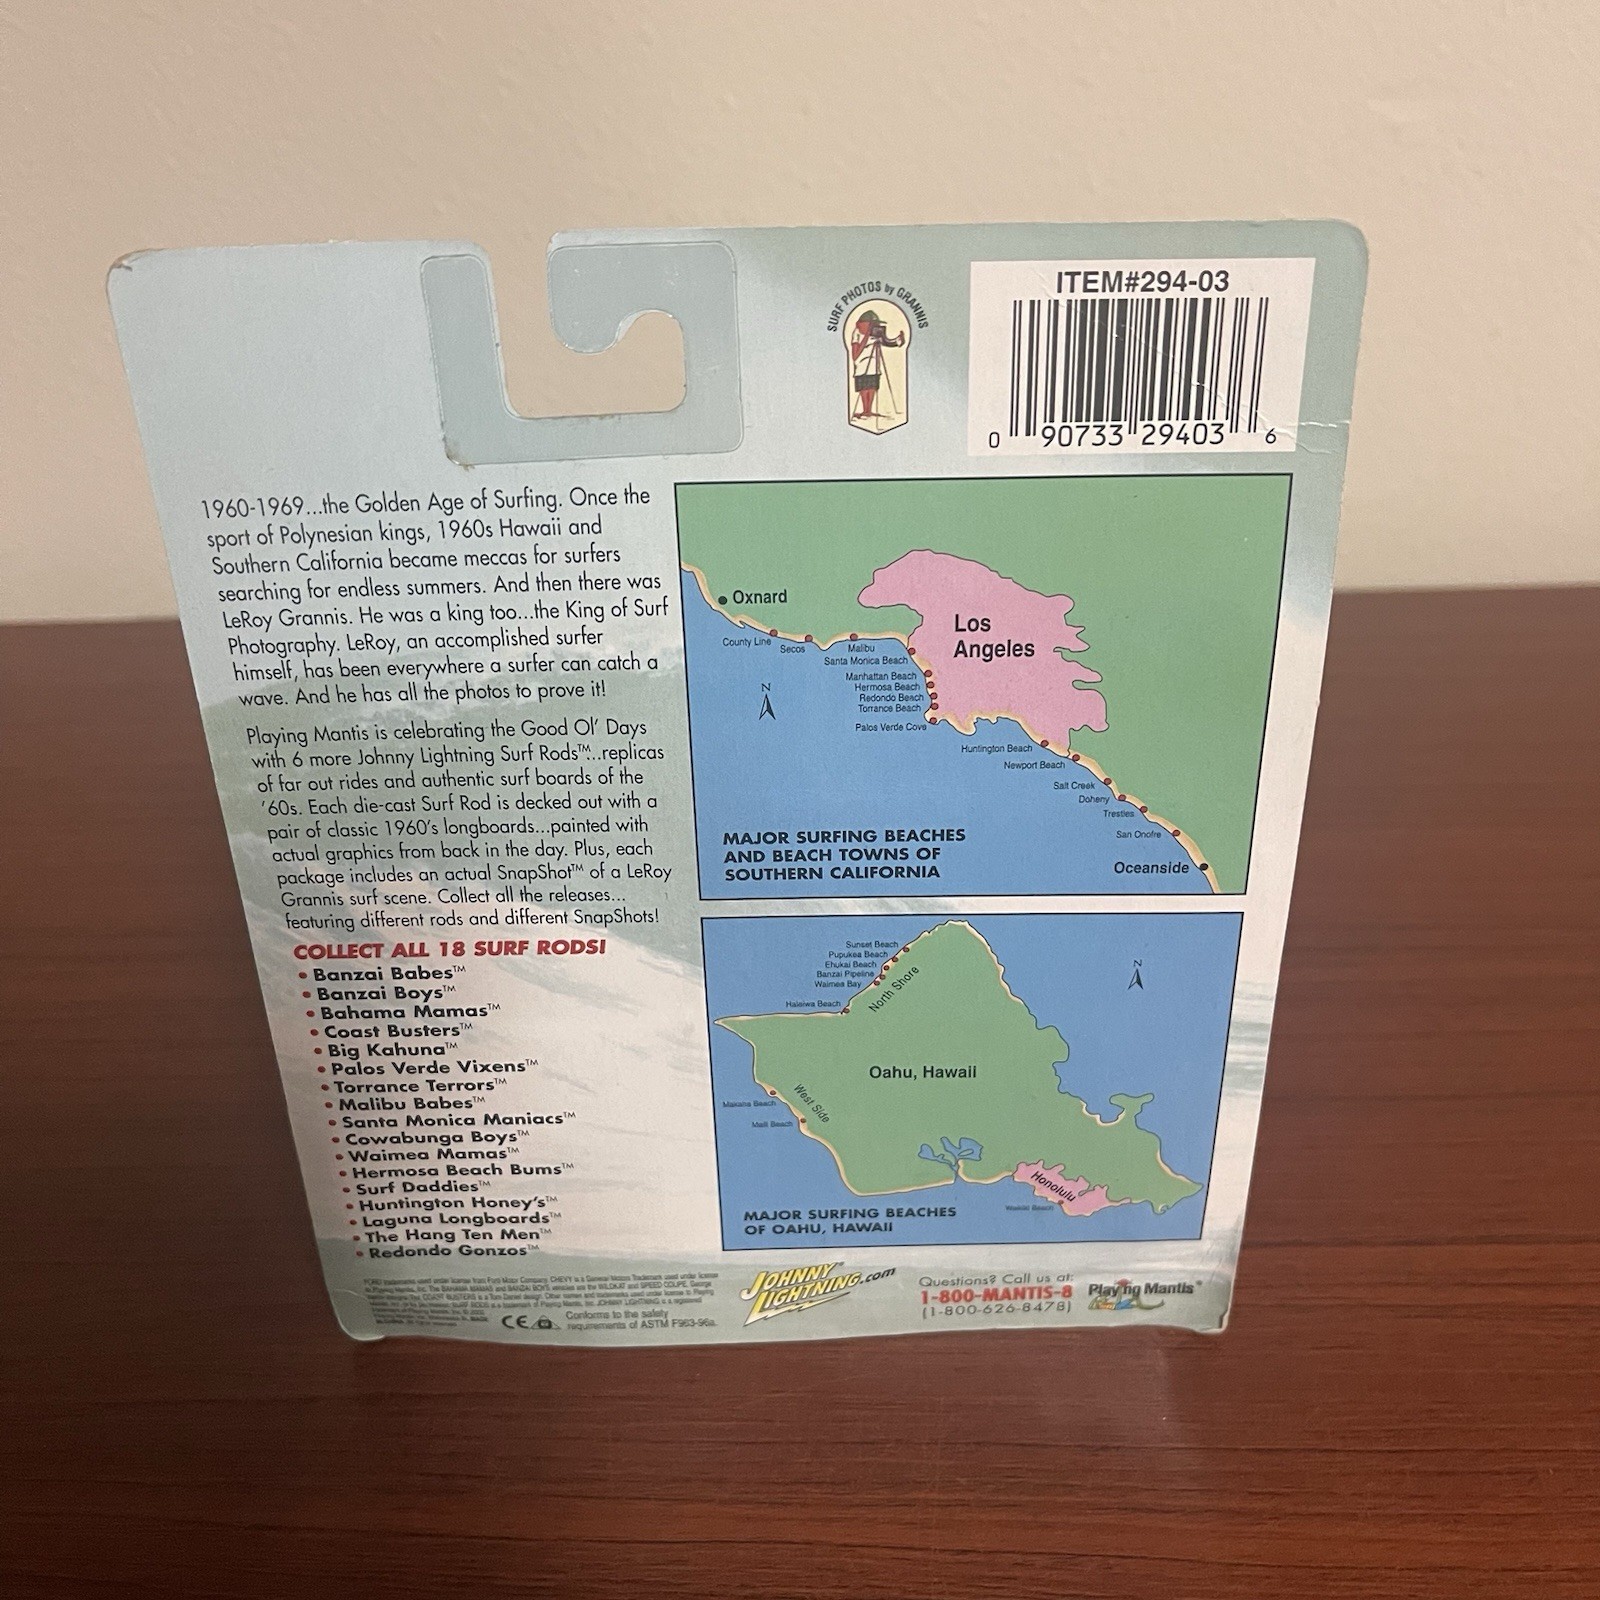 SURF PHOTOS by GRANNIS
ITEM#294-03
0 90733 29403 6
1960-1969...the Golden Age of Surfing. Once the
sport of Polynesian kings, 1960s Hawaii and
Southern California became meccas for surfers
searching for endless summers. And then there was
LeRoy Grannis. He was a king too...the King of Surf
Photography. LeRoy, an accomplished surfer
himself, has been everywhere a surfer can catch a
wave. And he has all the photos to prove it!
Playing Mantis is celebrating the Good Ol' Days
with 6 more Johnny Lightning Surf Rods™...replicas
of far out rides and authentic surf boards of the
'60s. Each die-cast Surf Rod is decked out with a
pair of classic 1960's longboards...painted with
actual graphics from back in the day. Plus, each
package includes an actual SnapShot™ of a LeRoy
Grannis surf scene. Collect all the releases...
featuring different rods and different SnapShots!
COLLECT ALL 18 SURF RODS!
• Banzai Babes™
• Banzai Boys™
• Bahama Mamas™
• Coast Busters™
• Big Kahuna™
• Palos Verde Vixens™
• Torrance Terrors™
• Malibu Babes™
• Santa Monica Maniacs™
• Cowabunga Boys™
• Waimea Mamas™
• Hermosa Beach Bums™
• Surf Daddies™
• Huntington Honey's™
• Laguna Longboards™
• The Hang Ten Men™
• Redondo Gonzos™
Oxnard
County Line
Secos
Malibu
Santa Monica Beach
Manhattan Beach
Hermosa Beach
Redondo Beach
Torrance Beach
Palos Verde Cove
Los
Angeles
N
Huntington Beach
Newport Beach
Salt Creek
Doheny
Trestles
San Onofre
Oceanside
MAJOR SURFING BEACHES
AND BEACH TOWNS OF
SOUTHERN CALIFORNIA
Sunset Beach
Pupukea Beach
Ehukai Beach
Banzai Pipeline
Waimea Bay
Haleiwa Beach
North Shore
N
Oahu, Hawaii
West Side
Makaha Beach
Maili Beach
Honolulu
Waikiki Beach
MAJOR SURFING BEACHES
OF OAHU, HAWAII
CE
Conforms to the safety
requirements of ASTM F963-96a.
JOHNNY
LIGHTNING.com
Questions? Call us at:
1-800-MANTIS-8
(1-800-626-8478)
Playing Mantis®